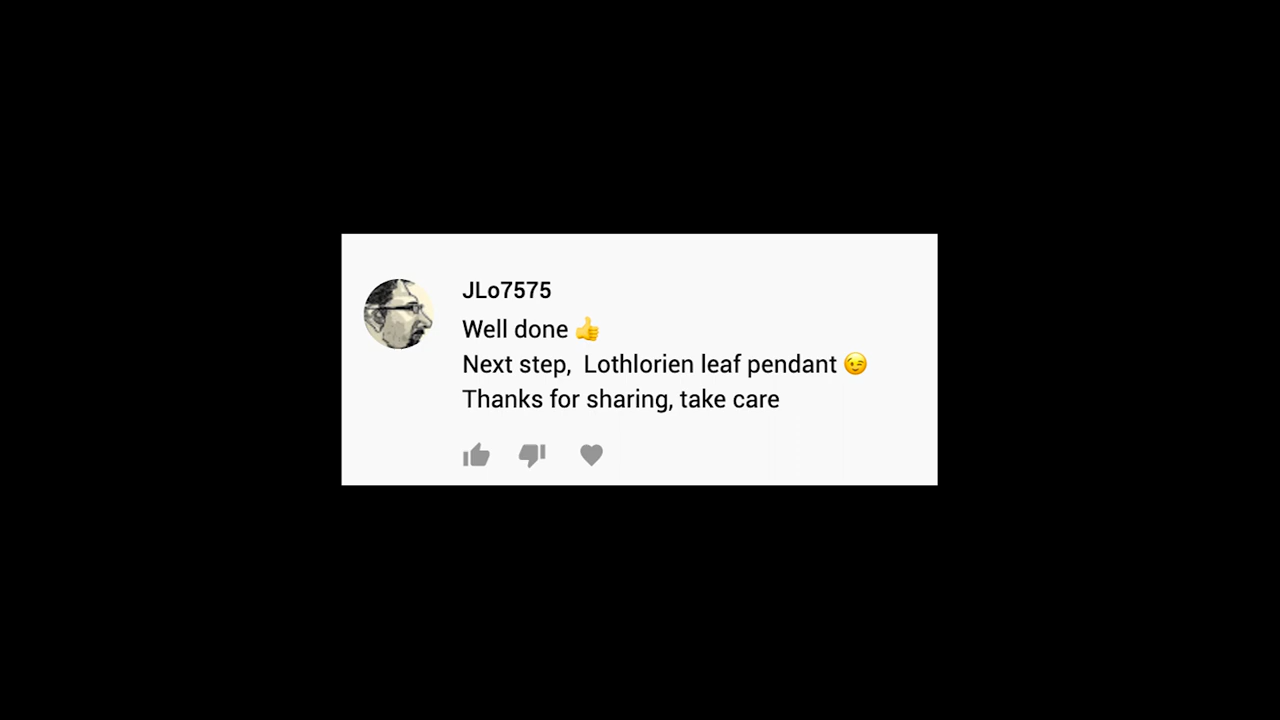 JLo7575
Well done 👍
Next step,  Lothlorien leaf pendant 😉
Thanks for sharing, take care